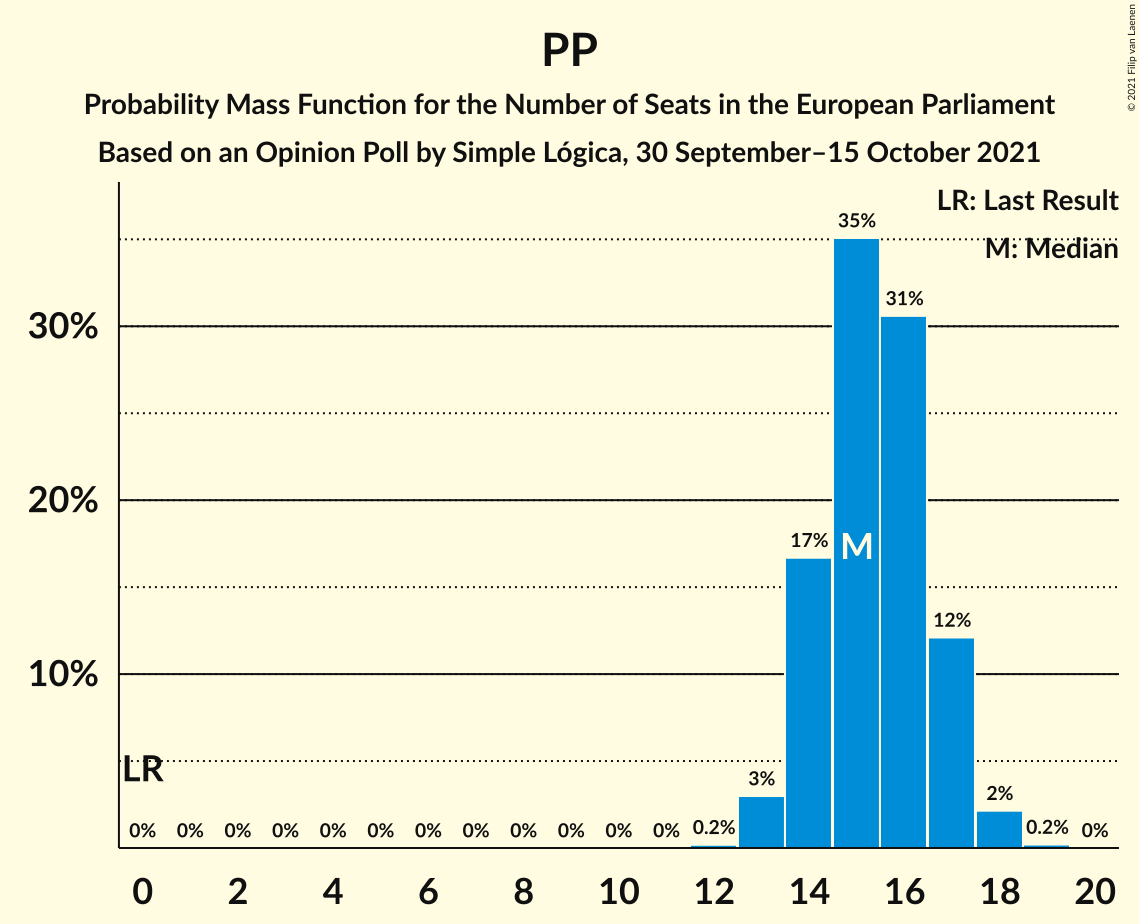 PP
Probability Mass Function for the Number of Seats in the European Parliament
Based on an Opinion Poll by Simple Lógica, 30 September–15 October 2021
© 2021 Filip van Laenen
LR: Last Result
M: Median
35%
31%
30%
20%
17%
M
12%
10%
LR
3%
2%
0% 0% 0% 0% 0% 0% 0% 0% 0% 0% 0% 0% 0.2% 0.2% 0%
0 2 4 6 8 10 12 14 16 18 20